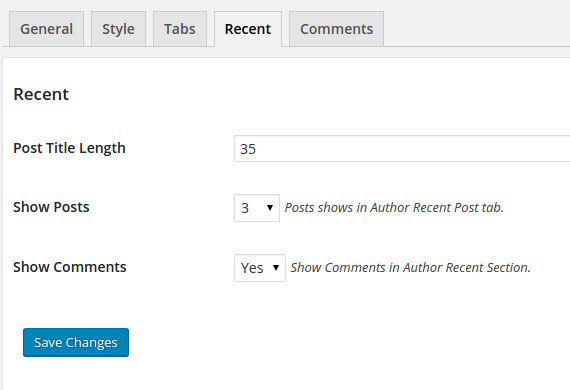 General Style Tabs Recent Comments
Recent
Post Title Length 35
Show Posts 3 Posts shows in Author Recent Post tab.
Show Comments Yes Show Comments in Author Recent Section.
Save Changes